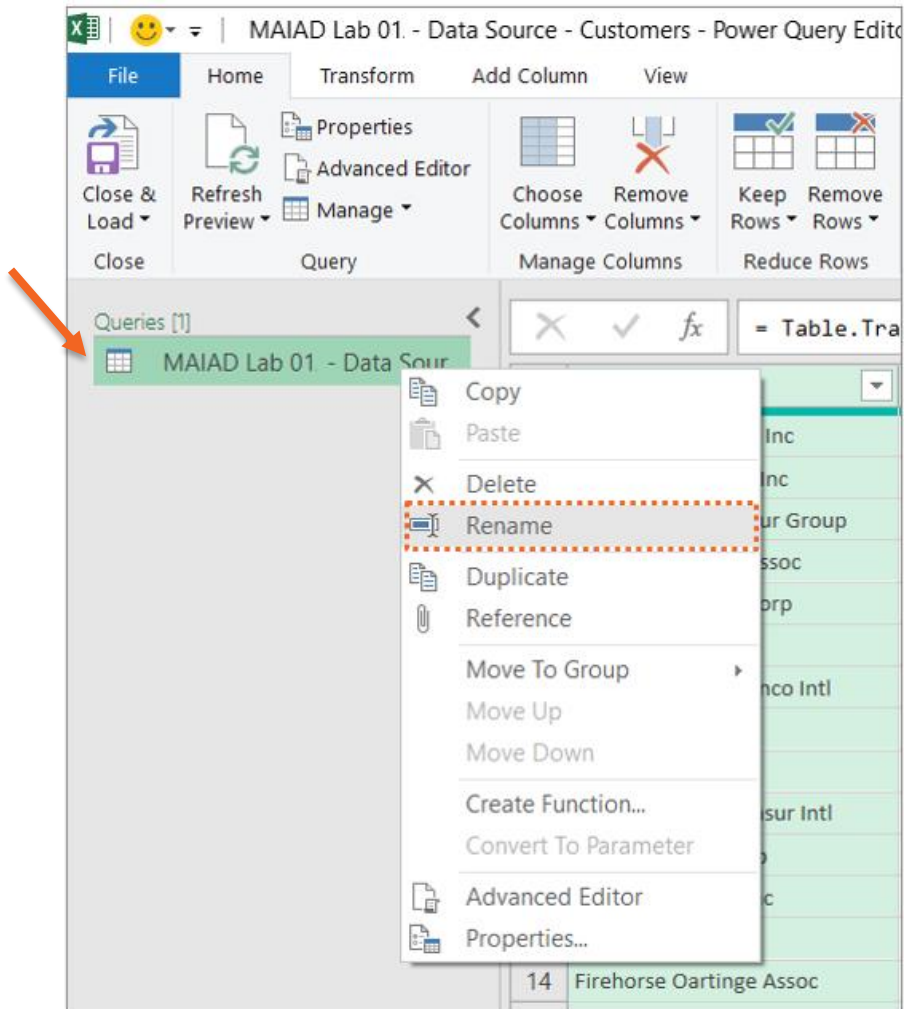 MAIAD Lab 01. - Data Source - Customers - Power Query Edito
File Home Transform Add Column View
Properties
Advanced Editor
Manage
Close & Load
Refresh Preview
Choose Columns
Remove Columns
Keep Rows
Remove Rows
Close Query Manage Columns Reduce Rows
Queries [1]
fx = Table.Tra
MAIAD Lab 01. - Data Sour
Copy
Paste
Inc
Delete
Inc
Rename
ur Group
ssoc
Duplicate
orp
Reference
Move To Group
nco Intl
Move Up
Move Down
Create Function...
sur Intl
Convert To Parameter
Advanced Editor
c
Properties...
14 Firehorse Oartinge Assoc